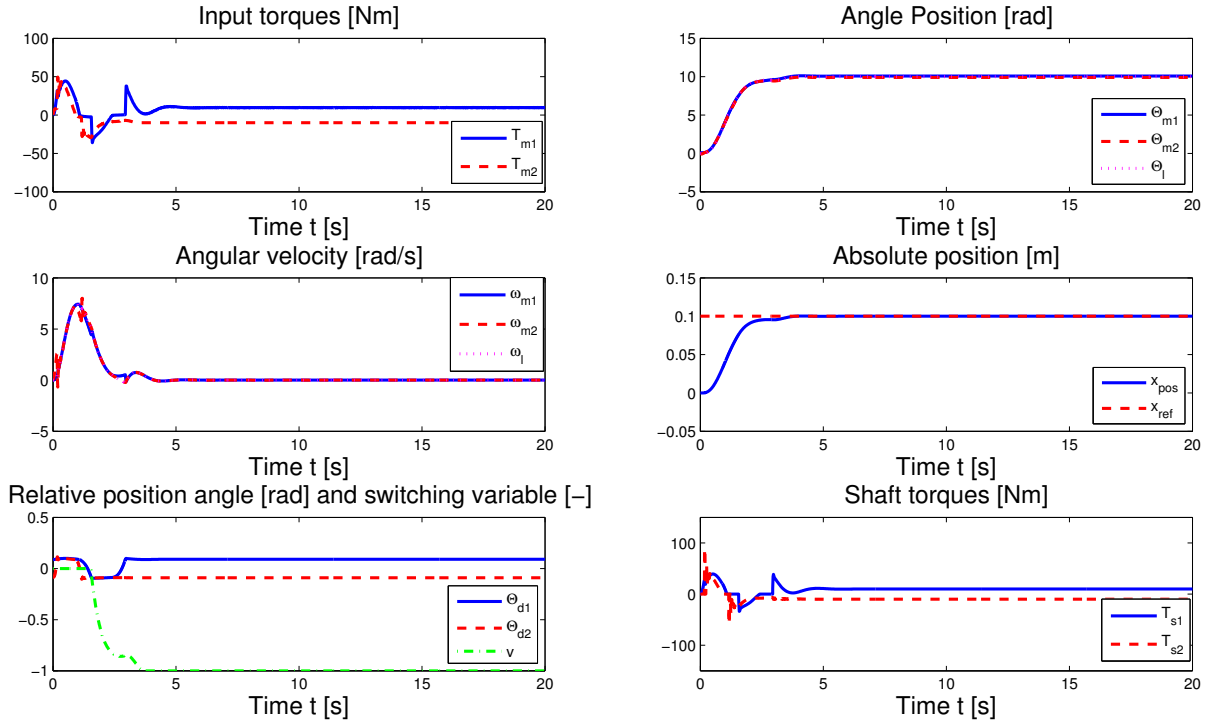 Input torques [Nm]
100
50
0
−50
−100
T_m1
T_m2
0 5 10 15 20
Time t [s]
Angle Position [rad]
15
10
5
0
−5
Θ_m1
Θ_m2
Θ_l
0 5 10 15 20
Time t [s]
Angular velocity [rad/s]
10
5
0
−5
ω_m1
ω_m2
ω_l
0 5 10 15 20
Time t [s]
Absolute position [m]
0.15
0.1
0.05
0
−0.05
x_pos
x_ref
0 5 10 15 20
Time t [s]
Relative position angle [rad] and switching variable [−]
0.5
0
−0.5
−1
Θ_d1
Θ_d2
v
0 5 10 15 20
Time t [s]
Shaft torques [Nm]
100
0
−100
T_s1
T_s2
0 5 10 15 20
Time t [s]